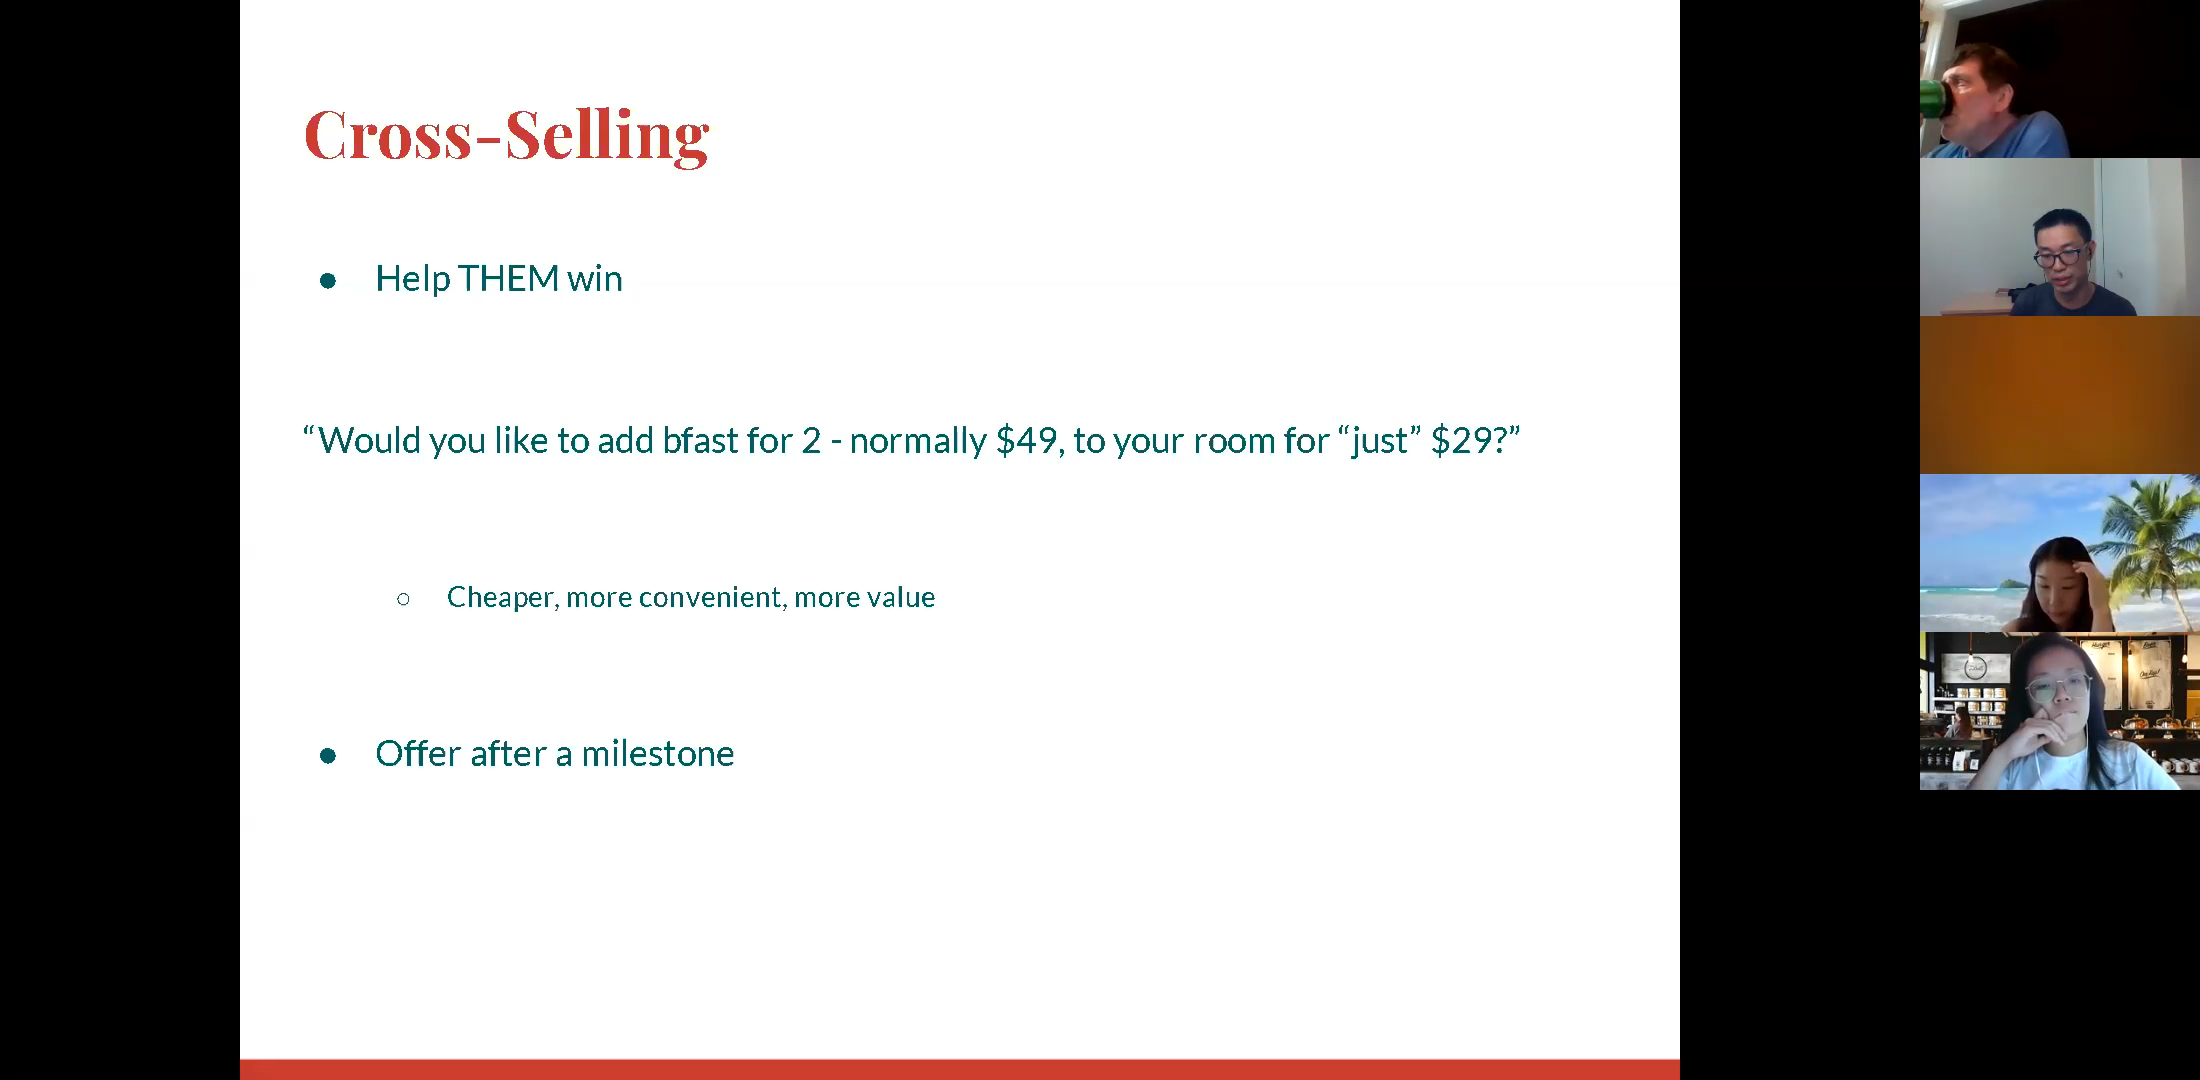 Cross-Selling
● Help THEM win
“Would you like to add bfast for 2 - normally $49, to your room for “just” $29?”
○ Cheaper, more convenient, more value
● Offer after a milestone